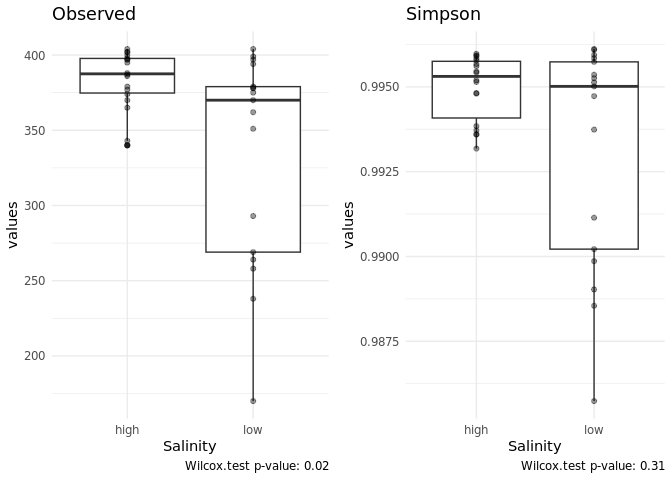 Observed
values
400
350
300
250
200
high
low
Salinity
Wilcox.test p-value: 0.02
Simpson
values
0.9950
0.9925
0.9900
0.9875
high
low
Salinity
Wilcox.test p-value: 0.31